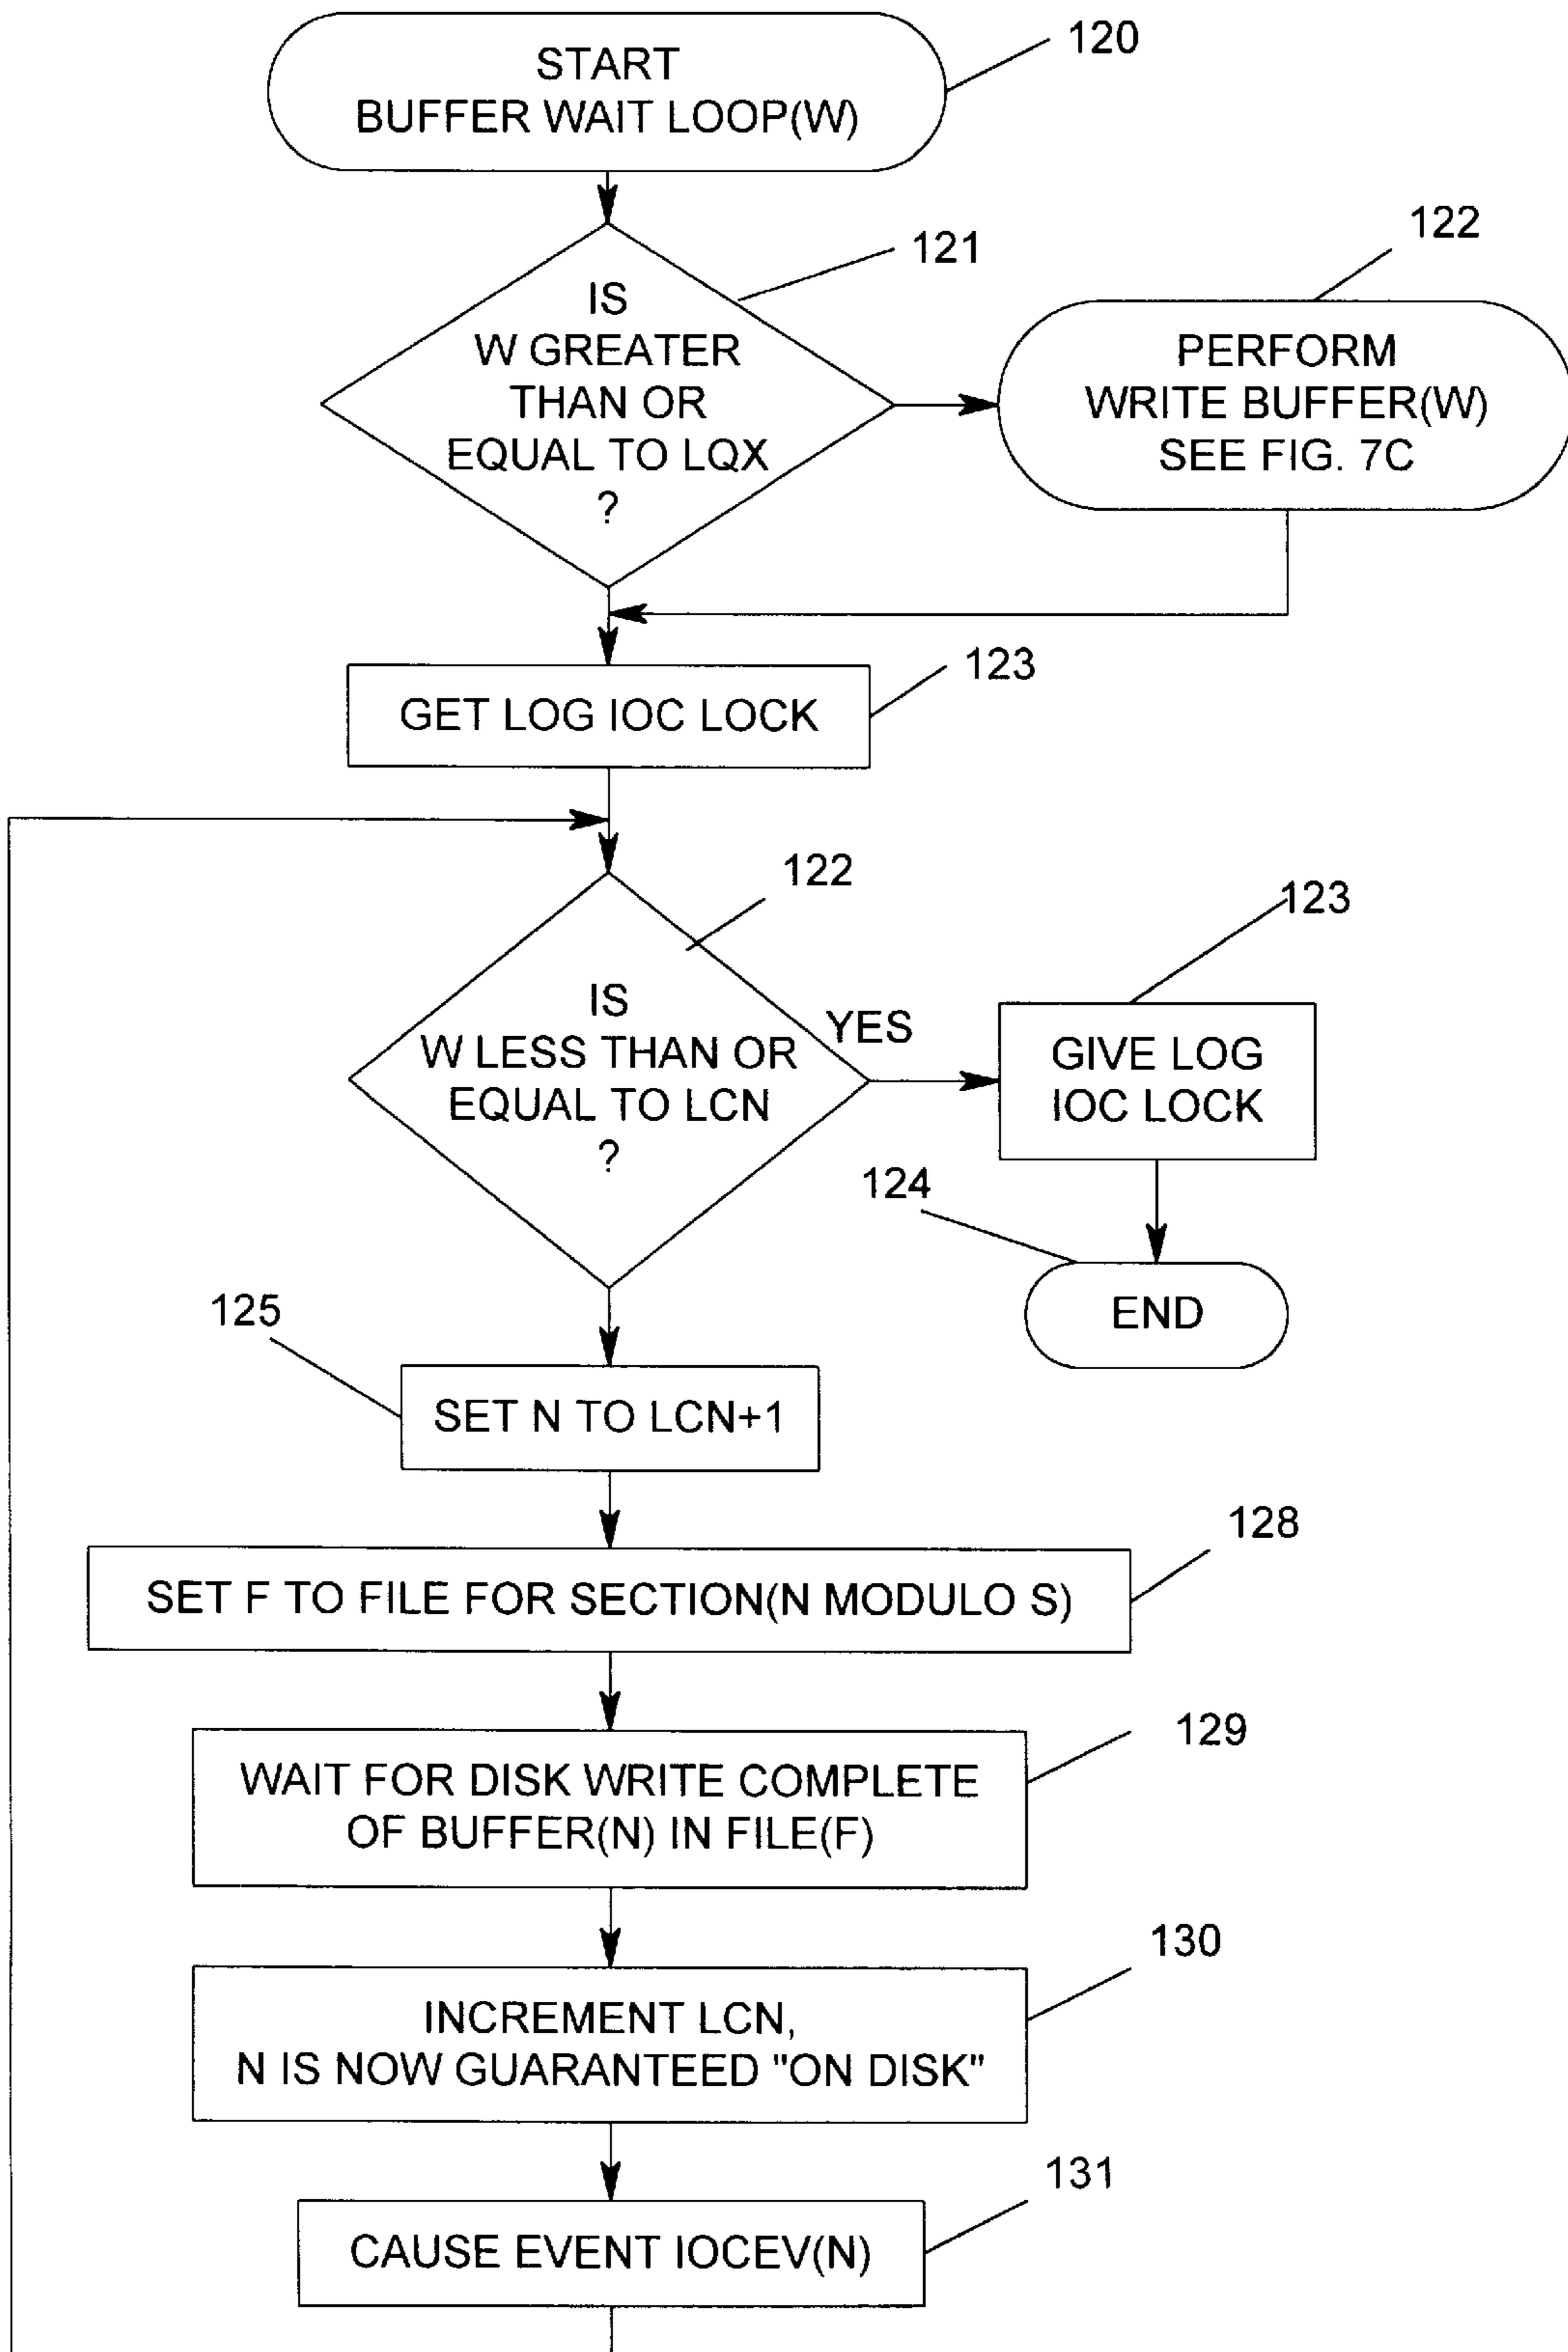 START
BUFFER WAIT LOOP(W)
120
IS
W GREATER
THAN OR
EQUAL TO LQX
?
121
122
PERFORM
WRITE BUFFER(W)
SEE FIG. 7C
GET LOG IOC LOCK
123
122
IS
W LESS THAN OR
EQUAL TO LCN
?
YES
123
GIVE LOG
IOC LOCK
124
END
125
SET N TO LCN+1
128
SET F TO FILE FOR SECTION(N MODULO S)
129
WAIT FOR DISK WRITE COMPLETE
OF BUFFER(N) IN FILE(F)
130
INCREMENT LCN,
N IS NOW GUARANTEED "ON DISK"
131
CAUSE EVENT IOCEV(N)